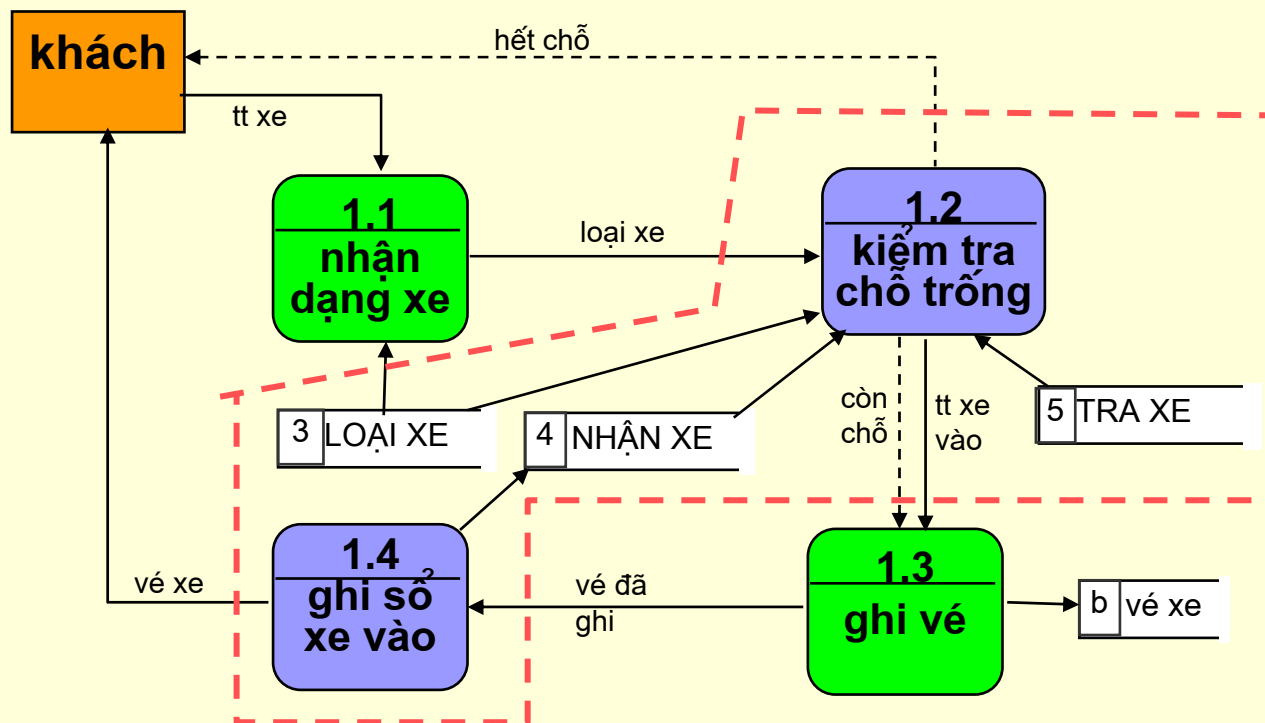 khách
hết chỗ
tt xe
1.1
nhận
dạng xe
loại xe
1.2
kiểm tra
chỗ trống
3 LOẠI XE
4 NHẬN XE
còn
chỗ
tt xe
vào
5 TRA XE
1.4
ghi sổ
xe vào
vé xe
vé đã
ghi
1.3
ghi vé
b vé xe